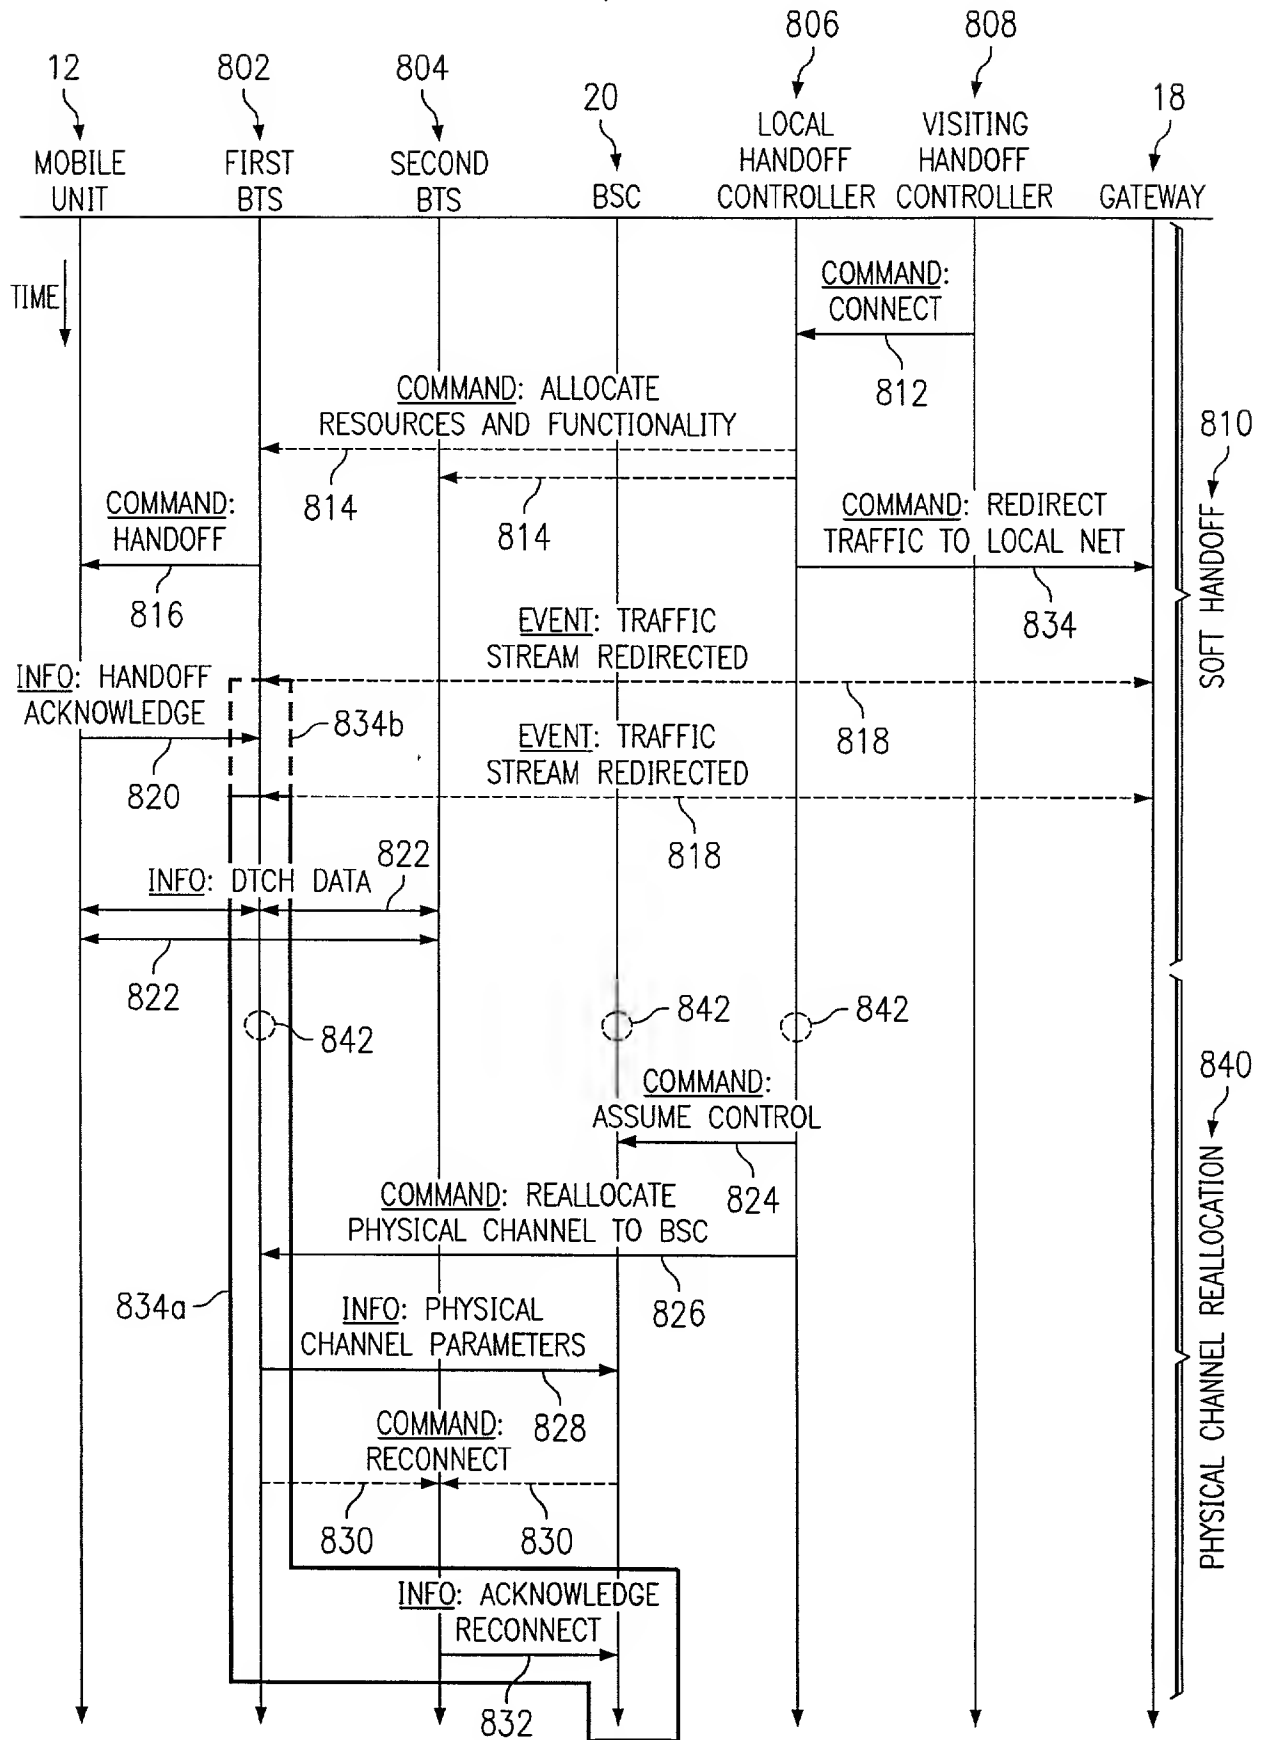 806
808
12
802
804
20
18
MOBILE UNIT
FIRST BTS
SECOND BTS
BSC
LOCAL HANDOFF CONTROLLER
VISITING HANDOFF CONTROLLER
GATEWAY
TIME
COMMAND:
CONNECT
812
COMMAND: ALLOCATE
RESOURCES AND FUNCTIONALITY
814
814
810
SOFT HANDOFF
COMMAND:
HANDOFF
816
COMMAND: REDIRECT
TRAFFIC TO LOCAL NET
834
EVENT: TRAFFIC
STREAM REDIRECTED
818
INFO: HANDOFF
ACKNOWLEDGE
820
834b
EVENT: TRAFFIC
STREAM REDIRECTED
818
822
INFO: DTCH DATA
822
842
842
842
840
PHYSICAL CHANNEL REALLOCATION
COMMAND:
ASSUME CONTROL
824
COMMAND: REALLOCATE
PHYSICAL CHANNEL TO BSC
826
834a
INFO: PHYSICAL
CHANNEL PARAMETERS
828
COMMAND:
RECONNECT
830
830
INFO: ACKNOWLEDGE
RECONNECT
832